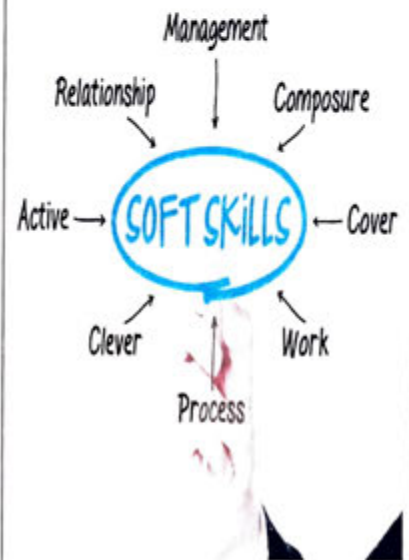 Management
Relationship
Composure
Active
SOFT SKiLLS
Cover
Clever
Work
Process